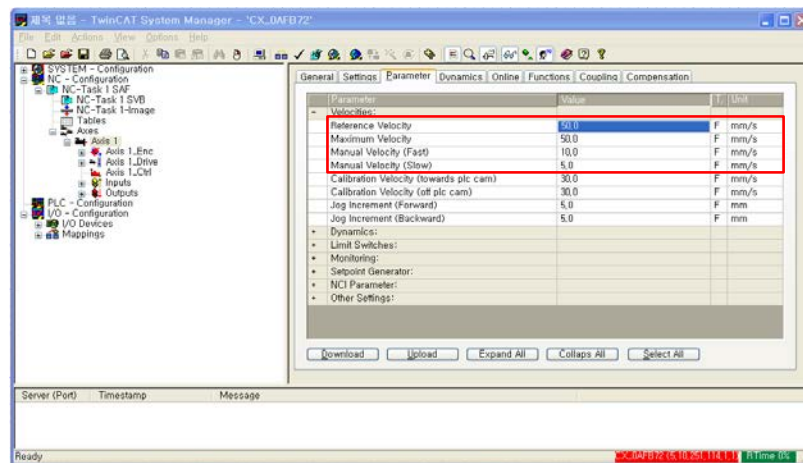 제목 없음 - TwinCAT System Manager - 'CX_0AFB72'
File Edit Actions View Options Help
SYSTEM - Configuration
NC - Configuration
NC-Task 1 SAF
NC-Task 1 SVB
NC-Task 1-Image
Tables
Axes
Axis 1
Axis 1_Enc
Axis 1_Drive
Axis 1_Ctrl
Inputs
Outputs
PLC - Configuration
I/O - Configuration
I/O Devices
Mappings
General Settings Parameter Dynamics Online Functions Coupling Compensation
Parameter Value T. Unit
- Velocities:
Reference Velocity 50.0 F mm/s
Maximum Velocity 50.0 F mm/s
Manual Velocity (Fast) 10.0 F mm/s
Manual Velocity (Slow) 5.0 F mm/s
Calibration Velocity (towards plc cam) 30.0 F mm/s
Calibration Velocity (off plc cam) 30.0 F mm/s
Jog Increment (Forward) 5.0 F mm
Jog Increment (Backward) 5.0 F mm
+ Dynamics:
+ Limit Switches:
+ Monitoring:
+ Setpoint Generator:
+ NCI Parameter:
+ Other Settings:
Download Upload Expand All Collaps All Select All
Server (Port) Timestamp Message
Ready CX_0AFB72 (5.18.251.114.1.1) RTime 0%